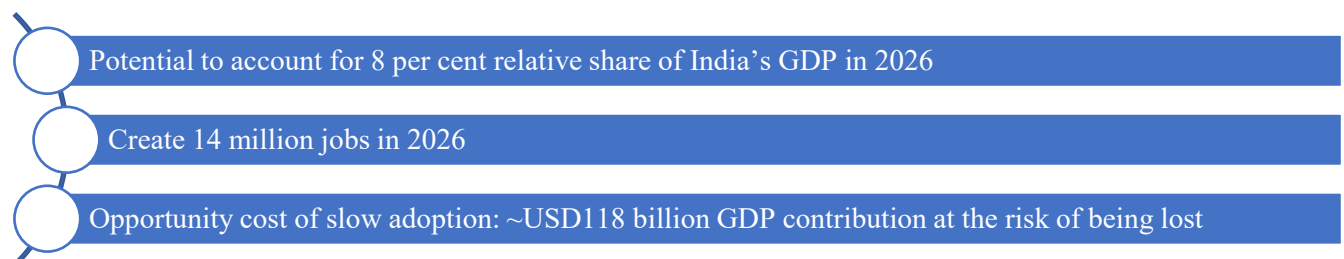 Potential to account for 8 per cent relative share of India’s GDP in 2026
Create 14 million jobs in 2026
Opportunity cost of slow adoption: ~USD118 billion GDP contribution at the risk of being lost